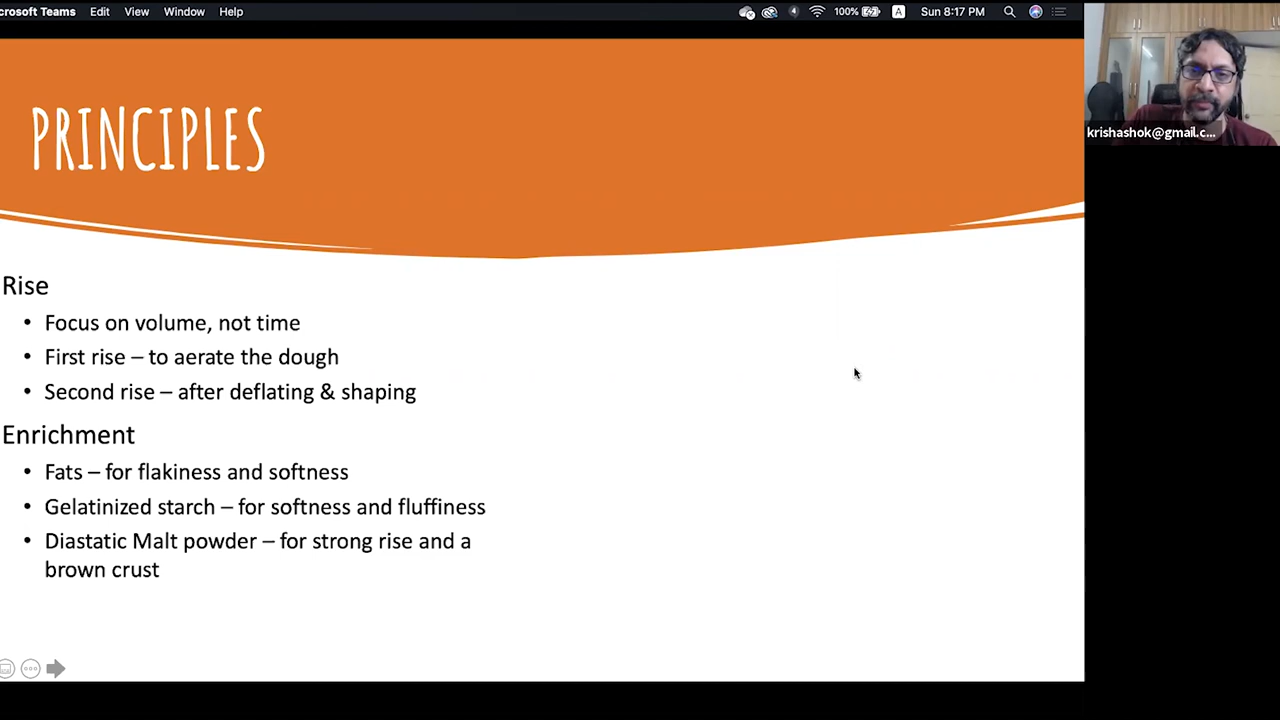 crosoft Teams Edit View Window Help 100% A Sun 8:17 PM
PRINCIPLES
krishashok@gmail.c...
Rise
• Focus on volume, not time
• First rise – to aerate the dough
• Second rise – after deflating & shaping
Enrichment
• Fats – for flakiness and softness
• Gelatinized starch – for softness and fluffiness
• Diastatic Malt powder – for strong rise and a
brown crust